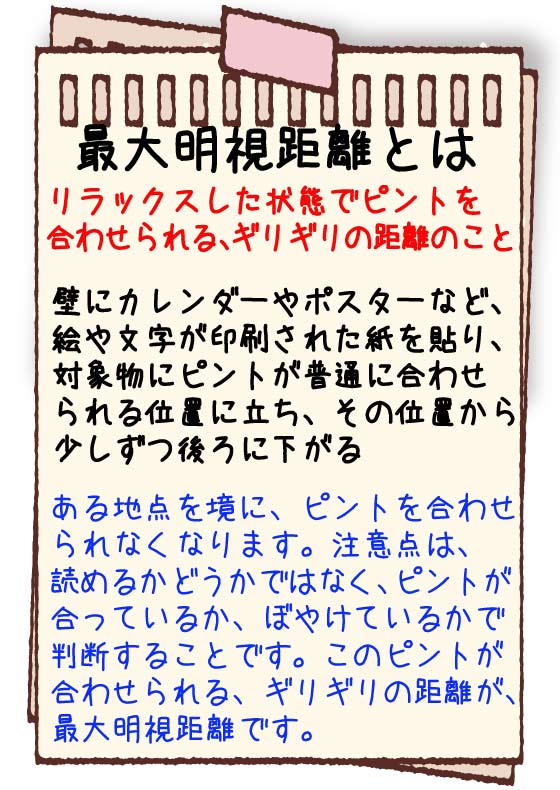 最大明視距離とは
リラックスした状態でピントを
合わせられる、ギリギリの距離のこと
壁にカレンダーやポスターなど、
絵や文字が印刷された紙を貼り、
対象物にピントが普通に合わせ
られる位置に立ち、その位置から
少しずつ後ろに下がる
ある地点を境に、ピントを合わせ
られなくなります。注意点は、
読めるかどうかではなく、ピントが
合っているか、ぼやけているかで
判断することです。このピントが
合わせられる、ギリギリの距離が、
最大明視距離です。